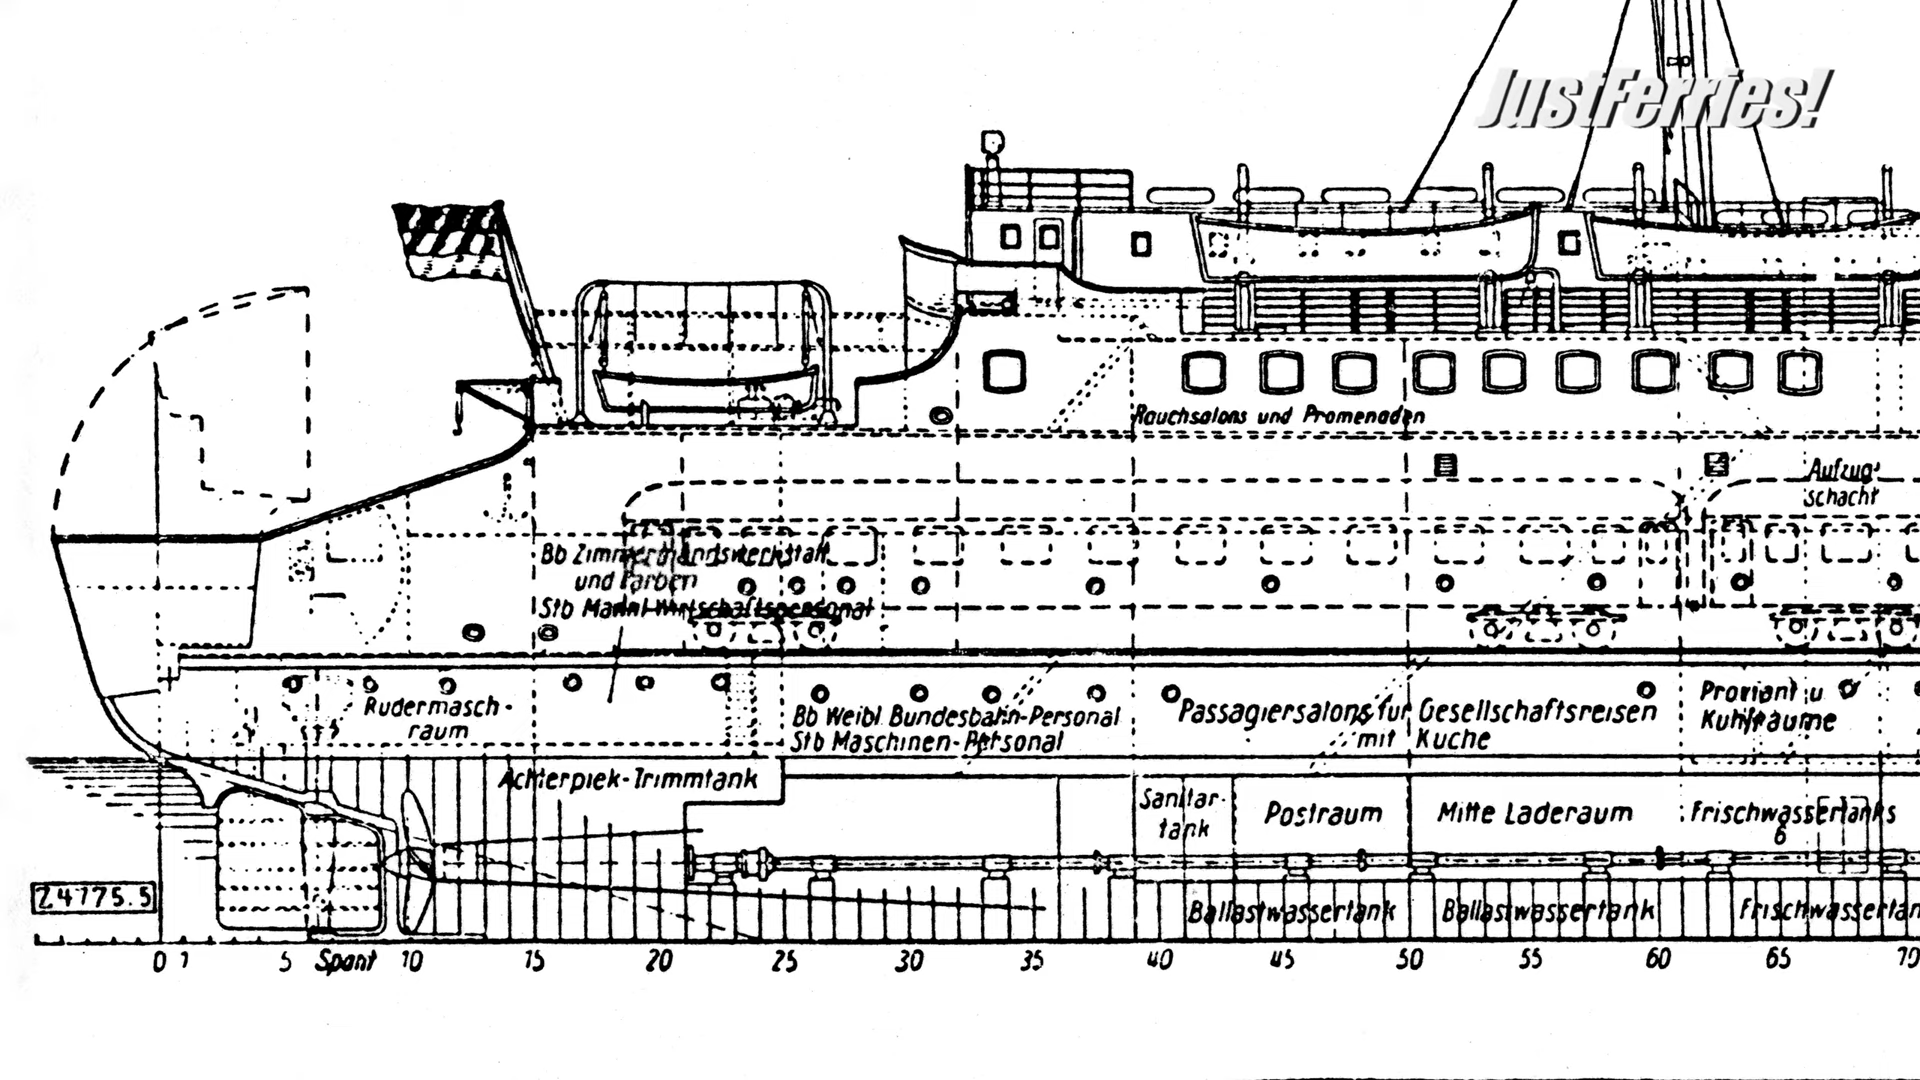 JustFerries!
Rauchsalons und Promenaden
Aufzug-
schacht
Bb Zimmermannswerkstatt
und Farben
Stb Männl Wirtschaftspersonal
Rudermasch-
raum
Bb Weibl Bundesbahn-Personal
Stb Maschinen-Personal
Passagiersalons für Gesellschaftsreisen
mit Küche
Proviant u
Kühlräume
Achterpiek-Trimmtank
Sanitär-
tank
Postraum
Mitte Laderaum
Frischwassertanks
6
Ballastwassertank
Ballastwassertank
Frischwassertan
Z4775.5
0 1 5 Spant 10 15 20 25 30 35 40 45 50 55 60 65 70